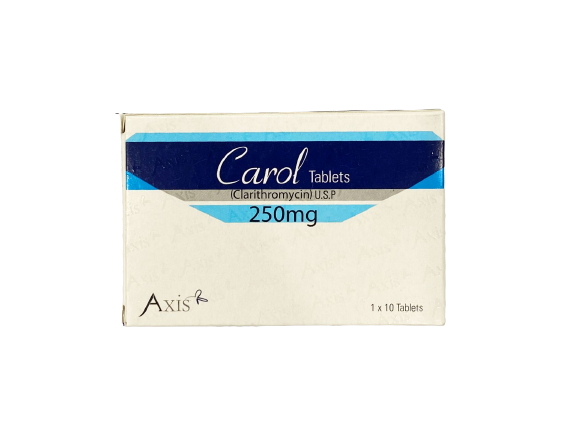 Carol Tablets
(Clarithromycin) U.S.P
250mg
Axis
1 x 10 Tablets